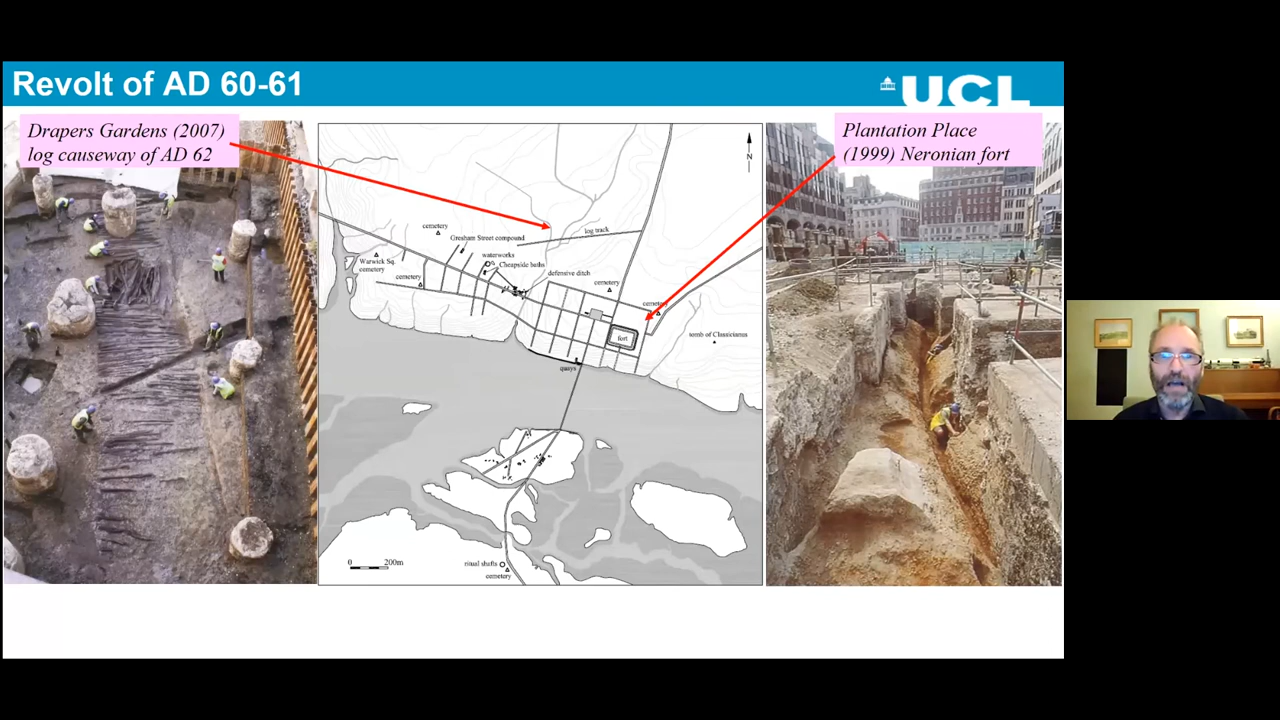 Revolt of AD 60-61
UCL
Drapers Gardens (2007)
log causeway of AD 62
Plantation Place
(1999) Neronian fort
N
cemetery
Gresham Street compound
log track
waterworks
Cheapside baths
Warwick Sq.
cemetery
cemetery
defensive ditch
cemetery
cemetery
fort
tomb of Classicianus
quays
0 200m
ritual shafts
cemetery